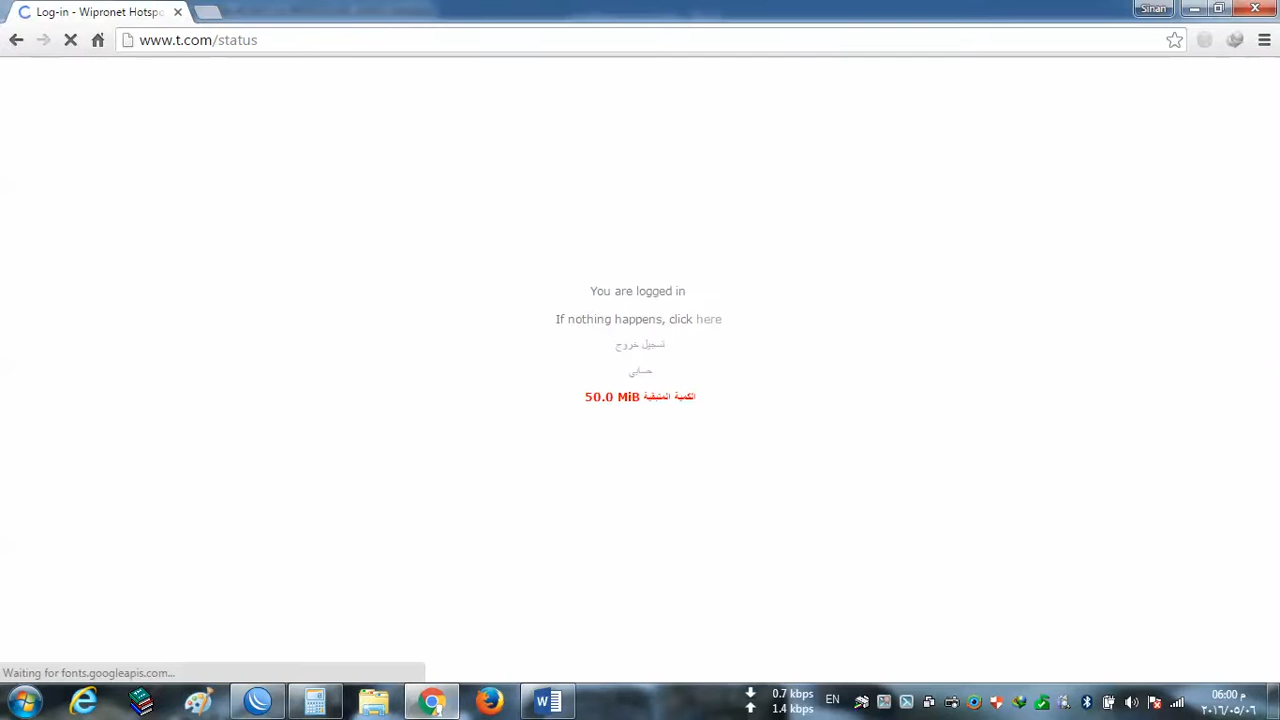 Log-in - Wipronet Hotspo
Sinan
www.t.com/status
You are logged in
If nothing happens, click here
تسجيل خروج
حسابي
الكمية المتبقية 50.0 MiB
Waiting for fonts.googleapis.com...
0.7 kbps
1.4 kbps
EN
06:00 م
٢٠١٦/٠٥/٠٦